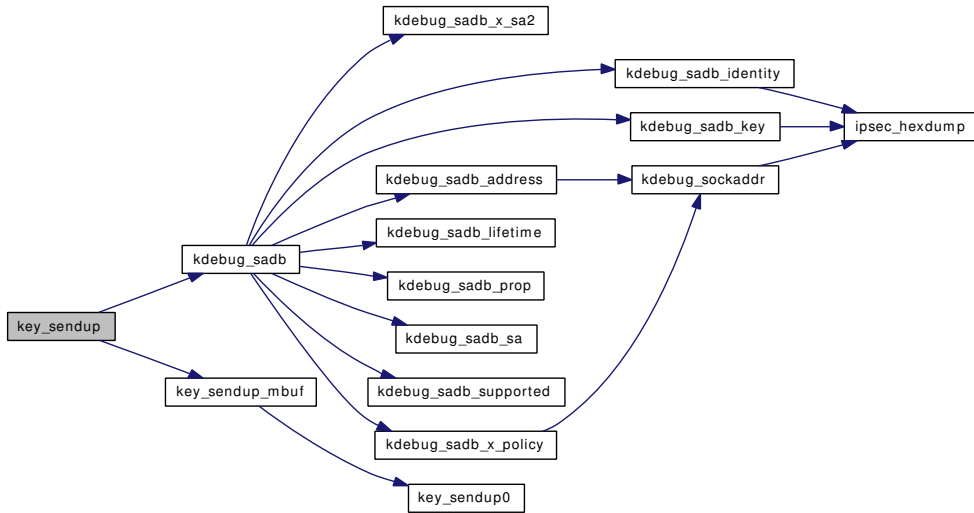 kdebug_sadb_x_sa2
kdebug_sadb_identity
kdebug_sadb_key
ipsec_hexdump
kdebug_sadb_address
kdebug_sockaddr
kdebug_sadb_lifetime
kdebug_sadb
kdebug_sadb_prop
key_sendup
kdebug_sadb_sa
key_sendup_mbuf
kdebug_sadb_supported
kdebug_sadb_x_policy
key_sendup0